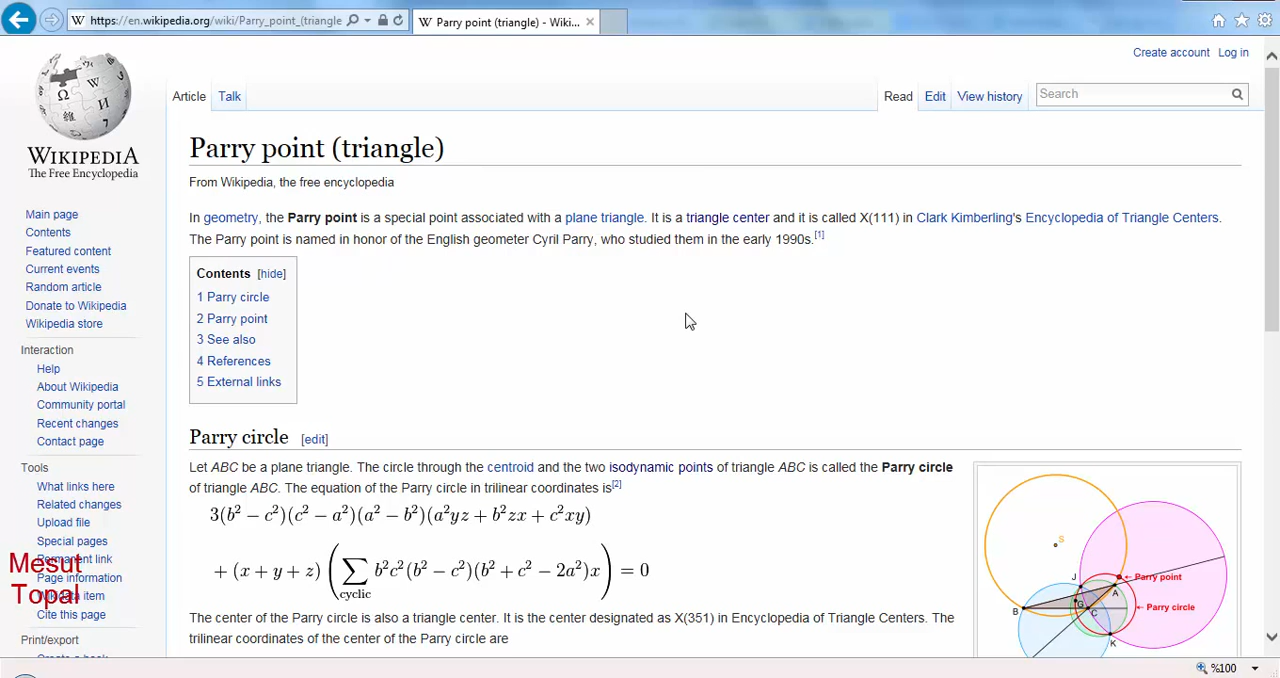 https://en.wikipedia.org/wiki/Parry_point_(triangle
W Parry point (triangle) - Wiki...
Create account Log in
Article Talk
Read Edit View history Search
WIKIPEDIA
The Free Encyclopedia
Main page
Contents
Featured content
Current events
Random article
Donate to Wikipedia
Wikipedia store
Interaction
Help
About Wikipedia
Community portal
Recent changes
Contact page
Tools
What links here
Related changes
Upload file
Special pages
Permanent link
Page information
Wikidata item
Cite this page
Print/export
Mesut
Topal
Parry point (triangle)
From Wikipedia, the free encyclopedia
In geometry, the Parry point is a special point associated with a plane triangle. It is a triangle center and it is called X(111) in Clark Kimberling's Encyclopedia of Triangle Centers.
The Parry point is named in honor of the English geometer Cyril Parry, who studied them in the early 1990s.[1]
Contents [hide]
1 Parry circle
2 Parry point
3 See also
4 References
5 External links
Parry circle [edit]
Let ABC be a plane triangle. The circle through the centroid and the two isodynamic points of triangle ABC is called the Parry circle
of triangle ABC. The equation of the Parry circle in trilinear coordinates is[2]
3(b² − c²)(c² − a²)(a² − b²)(a²yz + b²zx + c²xy)
+ (x + y + z) (∑ b²c²(b² − c²)(b² + c² − 2a²)x) = 0
cyclic
The center of the Parry circle is also a triangle center. It is the center designated as X(351) in Encyclopedia of Triangle Centers. The
trilinear coordinates of the center of the Parry circle are
S
J
Parry point
A
G
B
C
Parry circle
K
%100